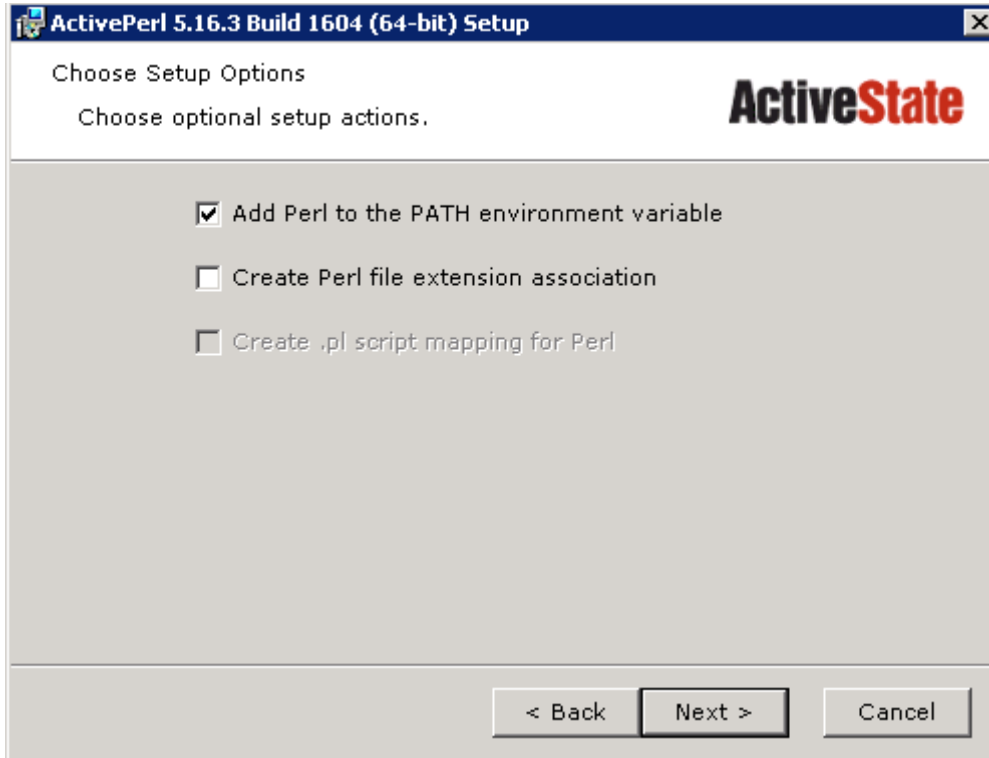 ActivePerl 5.16.3 Build 1604 (64-bit) Setup
Choose Setup Options
Choose optional setup actions.
ActiveState
Add Perl to the PATH environment variable
Create Perl file extension association
Create .pl script mapping for Perl
< Back
Next >
Cancel